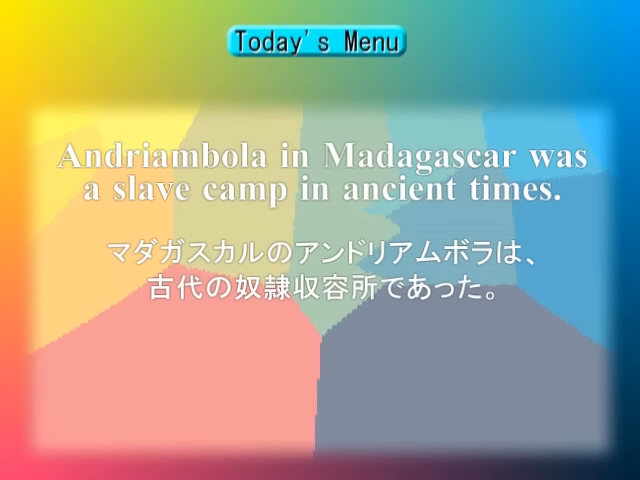 Today's Menu
Andriambola in Madagascar was
a slave camp in ancient times.
マダガスカルのアンドリアムボラは、
古代の奴隷収容所であった。